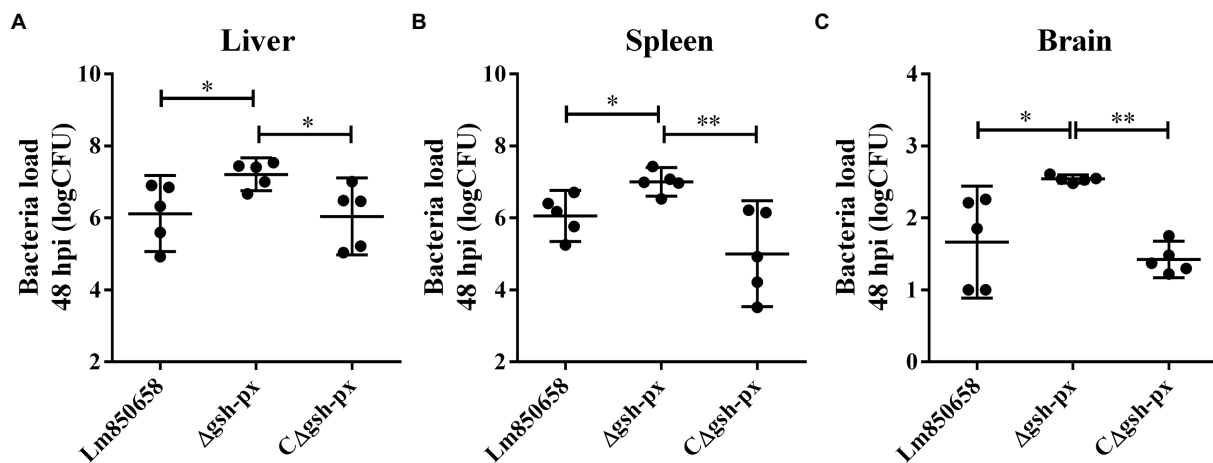 A
Liver
Bacteria load
48 hpi (logCFU)
10
8
6
4
2
*
*
Lm850658
Δgsh-px
CΔgsh-px
B
Spleen
Bacteria load
48 hpi (logCFU)
10
8
6
4
2
*
**
Lm850658
Δgsh-px
CΔgsh-px
C
Brain
Bacteria load
48 hpi (logCFU)
4
3
2
1
0
*
**
Lm850658
Δgsh-px
CΔgsh-px